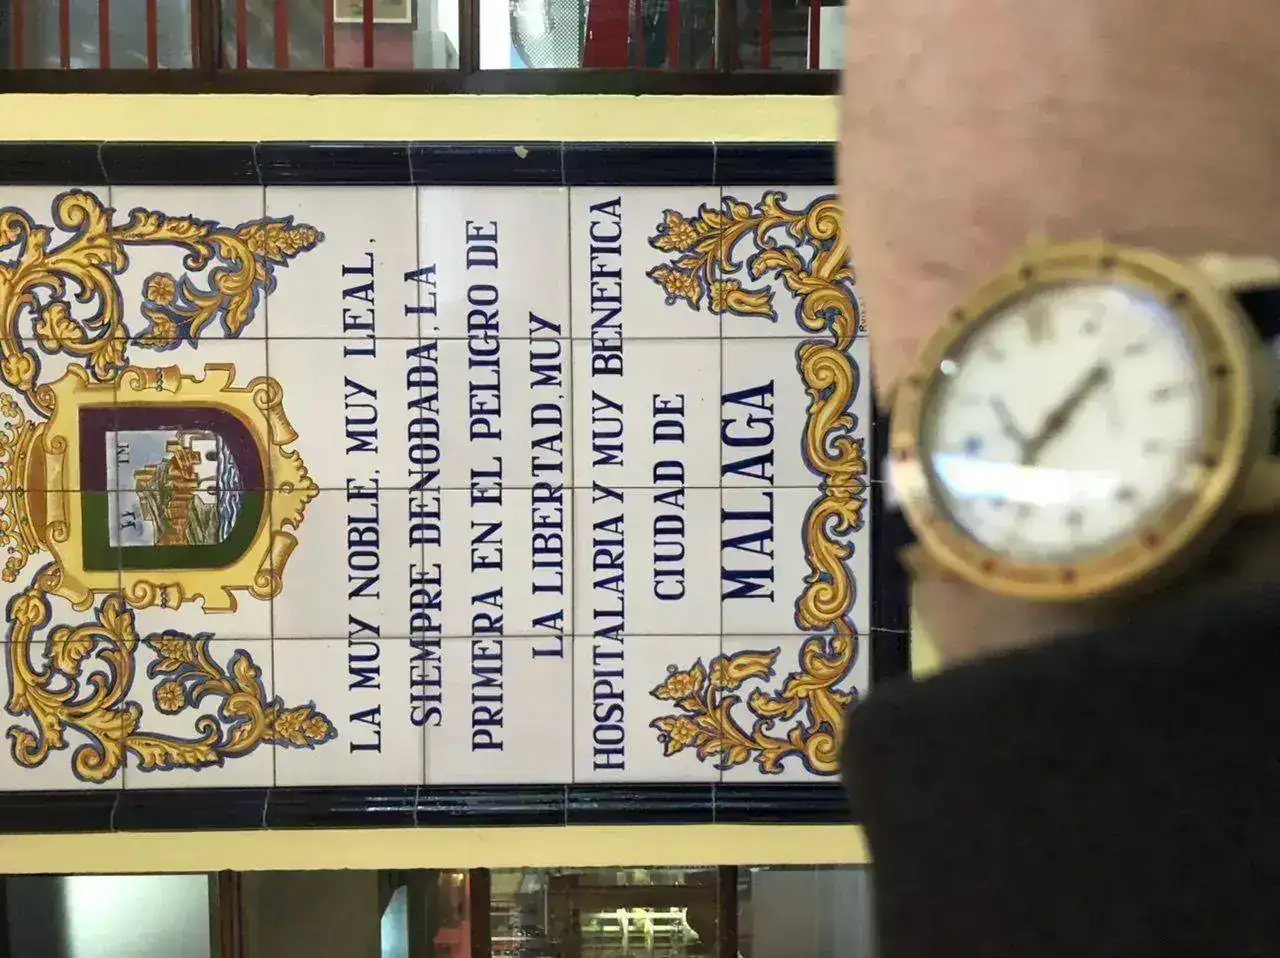 LA MUY NOBLE, MUY LEAL,
SIEMPRE DENODADA, LA
PRIMERA EN EL PELIGRO DE
LA LIBERTAD, MUY
HOSPITALARIA Y MUY BENEFICA
CIUDAD DE
MALAGA